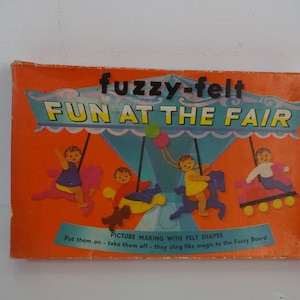 fuzzy-felt
FUN AT THE FAIR
PICTURE MAKING WITH FELT SHAPES
Put them on - take them off - they cling like magic to the Fuzzy Board